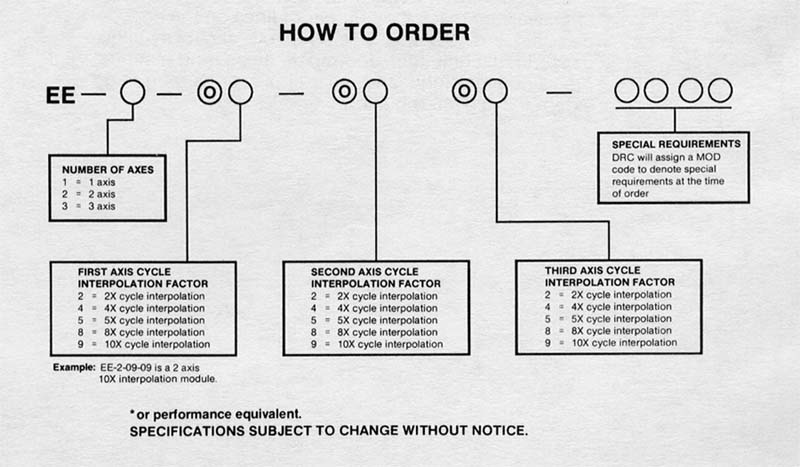 HOW TO ORDER
EE — ○ — ⓪ ○ — ⓪ ○ ⓪ ○ — ○ ○ ○ ○
NUMBER OF AXES
1 = 1 axis
2 = 2 axis
3 = 3 axis
SPECIAL REQUIREMENTS
DRC will assign a MOD
code to denote special
requirements at the time
of order
FIRST AXIS CYCLE
INTERPOLATION FACTOR
2 = 2X cycle interpolation
4 = 4X cycle interpolation
5 = 5X cycle interpolation
8 = 8X cycle interpolation
9 = 10X cycle interpolation
SECOND AXIS CYCLE
INTERPOLATION FACTOR
2 = 2X cycle interpolation
4 = 4X cycle interpolation
5 = 5X cycle interpolation
8 = 8X cycle interpolation
9 = 10X cycle interpolation
THIRD AXIS CYCLE
INTERPOLATION FACTOR
2 = 2X cycle interpolation
4 = 4X cycle interpolation
5 = 5X cycle interpolation
8 = 8X cycle interpolation
9 = 10X cycle interpolation
Example: EE-2-09-09 is a 2 axis
10X interpolation module.
*or performance equivalent.
SPECIFICATIONS SUBJECT TO CHANGE WITHOUT NOTICE.